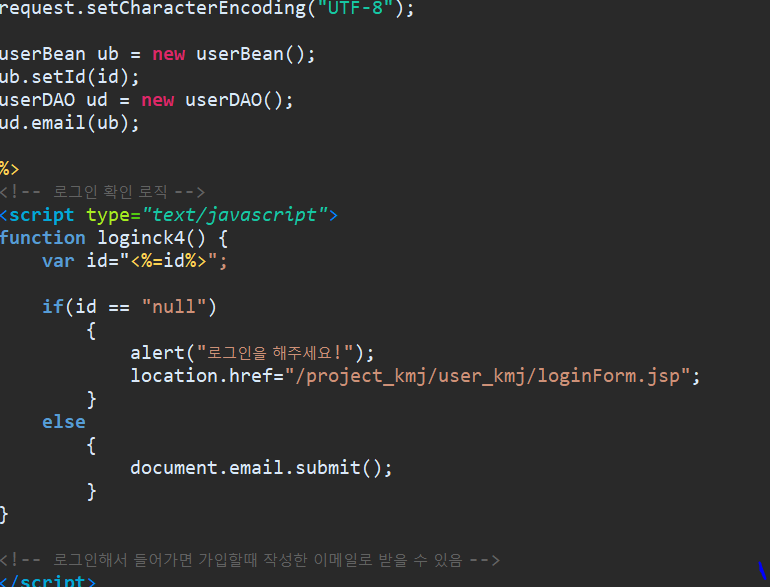 request.setCharacterEncoding("UTF-8");
userBean ub = new userBean();
ub.setId(id);
userDAO ud = new userDAO();
ud.email(ub);
%>
<!-- 로그인 확인 로직 -->
<script type="text/javascript">
function loginck4() {
var id="<%=id%>";
if(id == "null")
{
alert("로그인을 해주세요!");
location.href="/project_kmj/user_kmj/loginForm.jsp";
}
else
{
document.email.submit();
}
}
<!-- 로그인해서 들어가면 가입할때 작성한 이메일로 받을 수 있음 -->
</script>